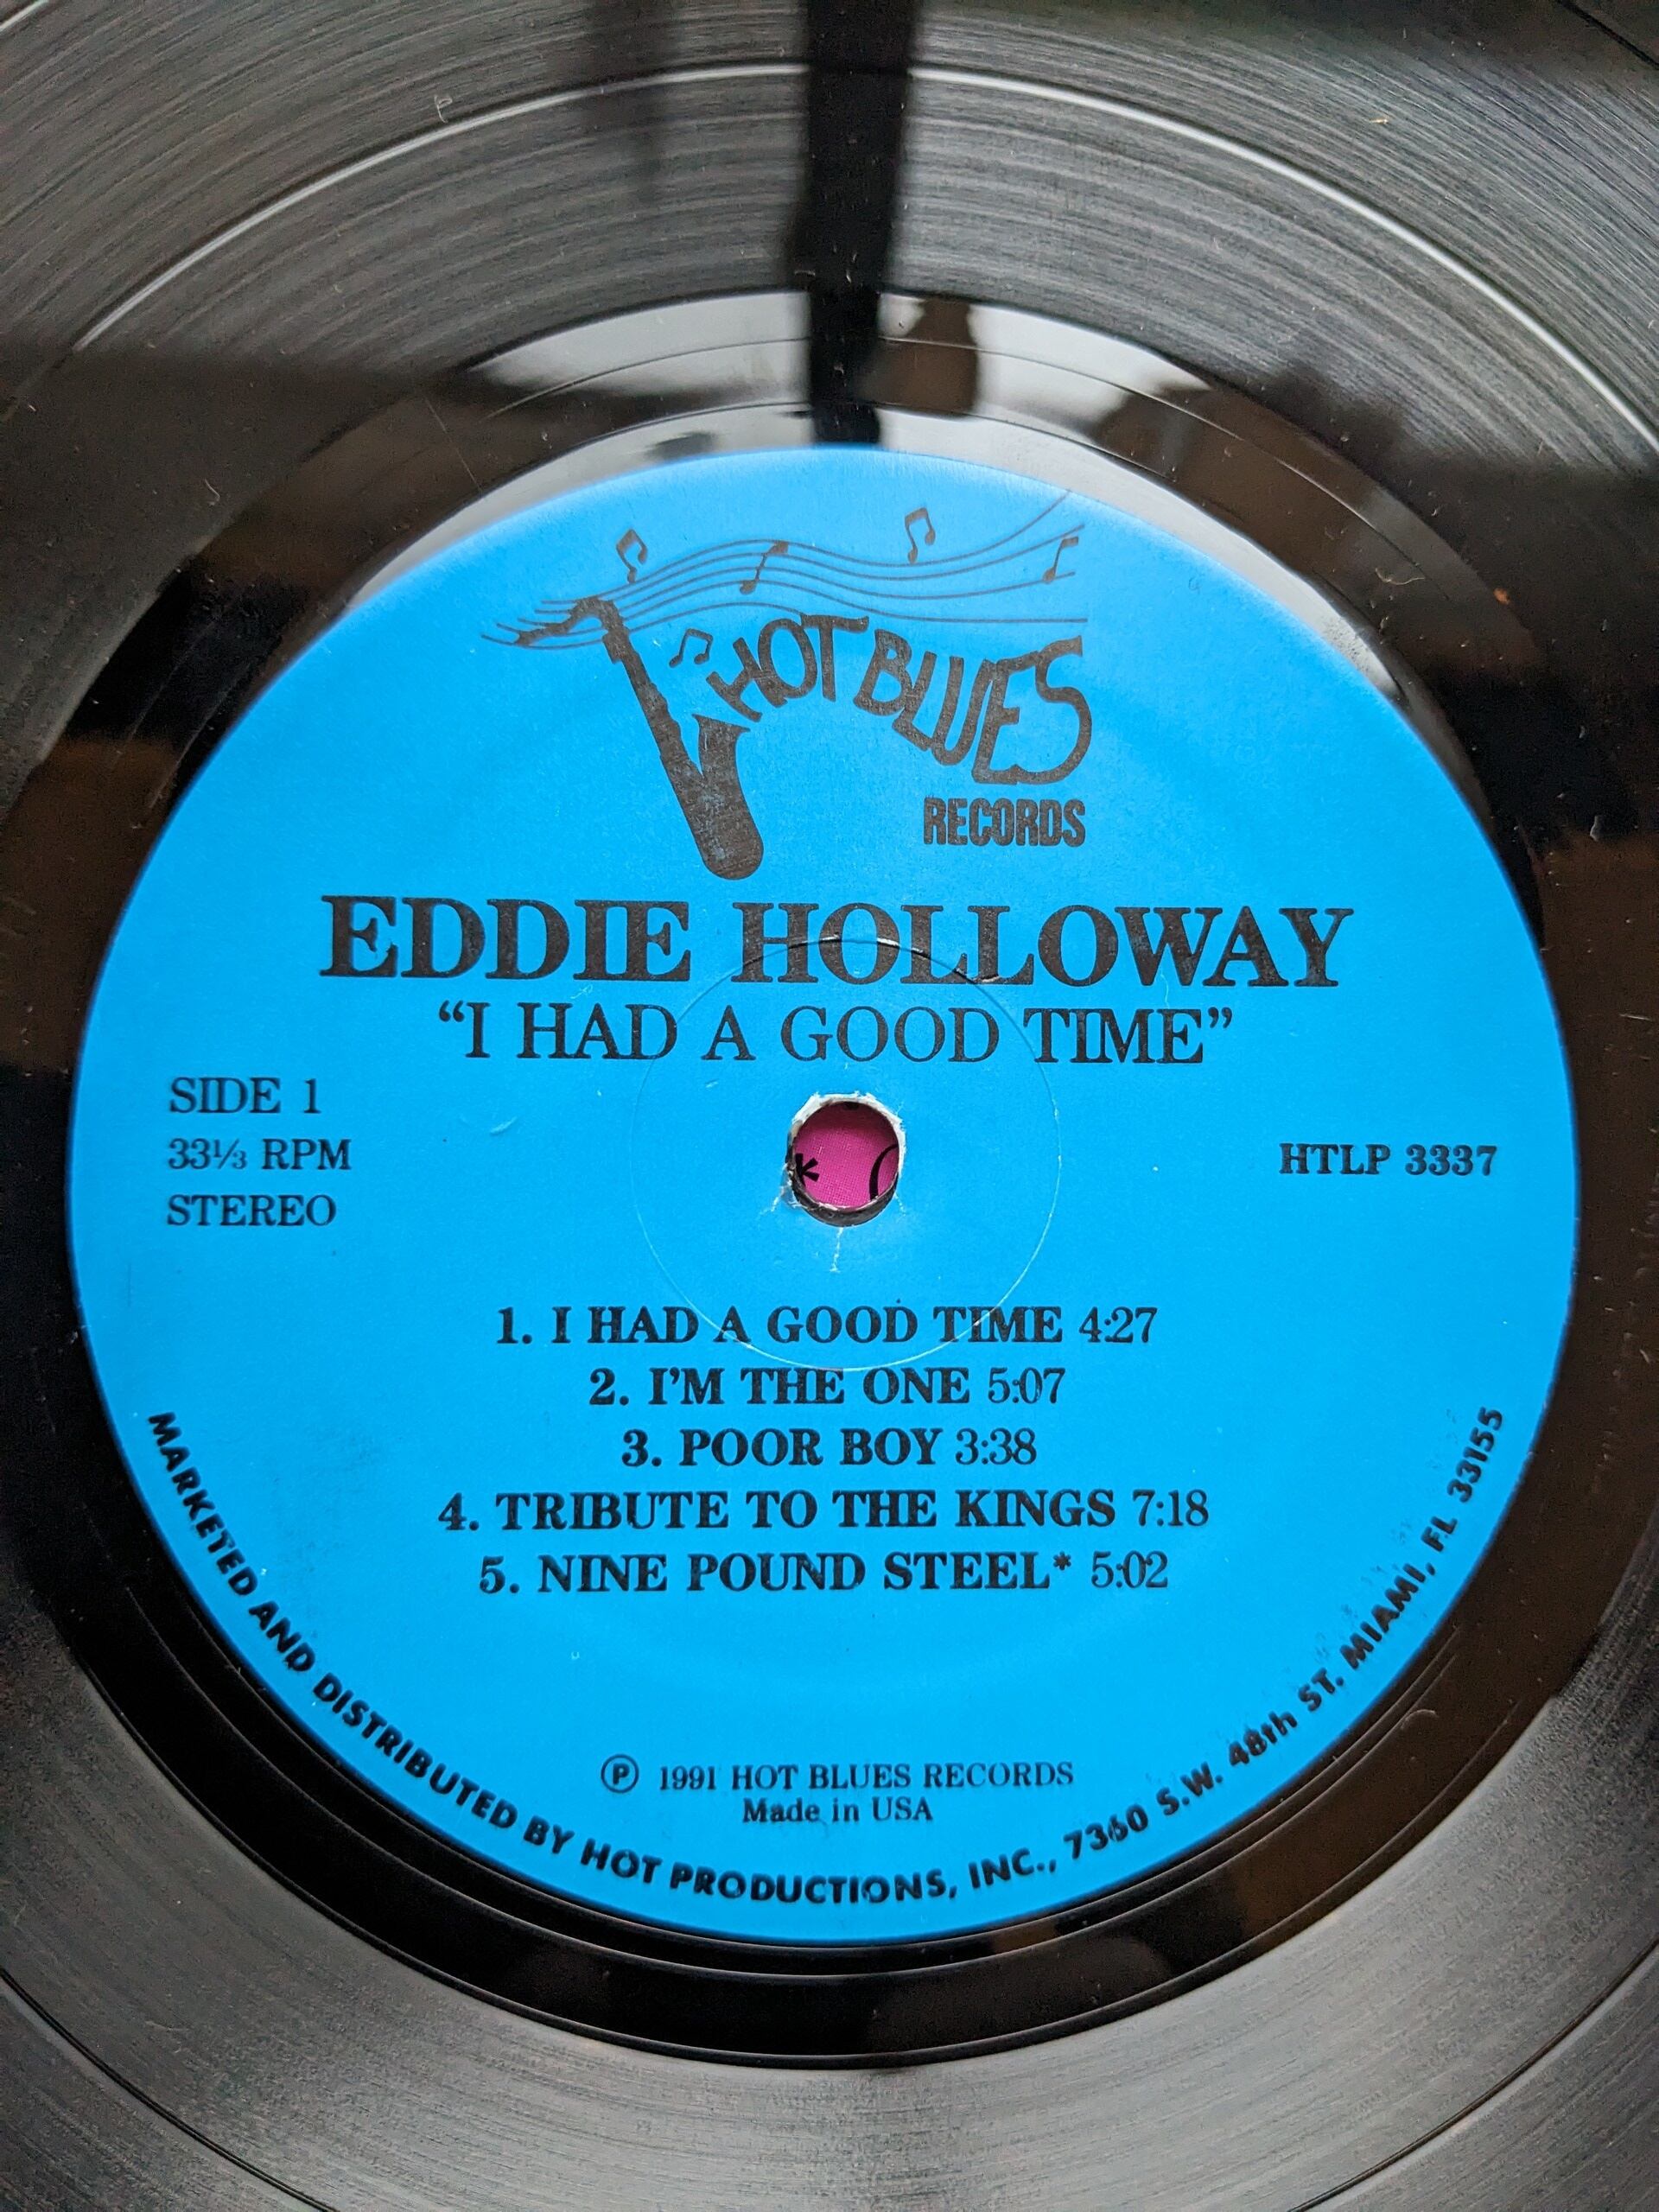 HOT BLUES
RECORDS
EDDIE HOLLOWAY
“I HAD A GOOD TIME”
SIDE 1
33⅓ RPM
STEREO
HTLP 3337
1. I HAD A GOOD TIME 4:27
2. I'M THE ONE 5:07
3. POOR BOY 3:38
4. TRIBUTE TO THE KINGS 7:18
5. NINE POUND STEEL* 5:02
Ⓟ 1991 HOT BLUES RECORDS
Made in USA
MARKETED AND DISTRIBUTED BY HOT PRODUCTIONS, INC., 7360 S.W. 48th ST. MIAMI, FL 33155